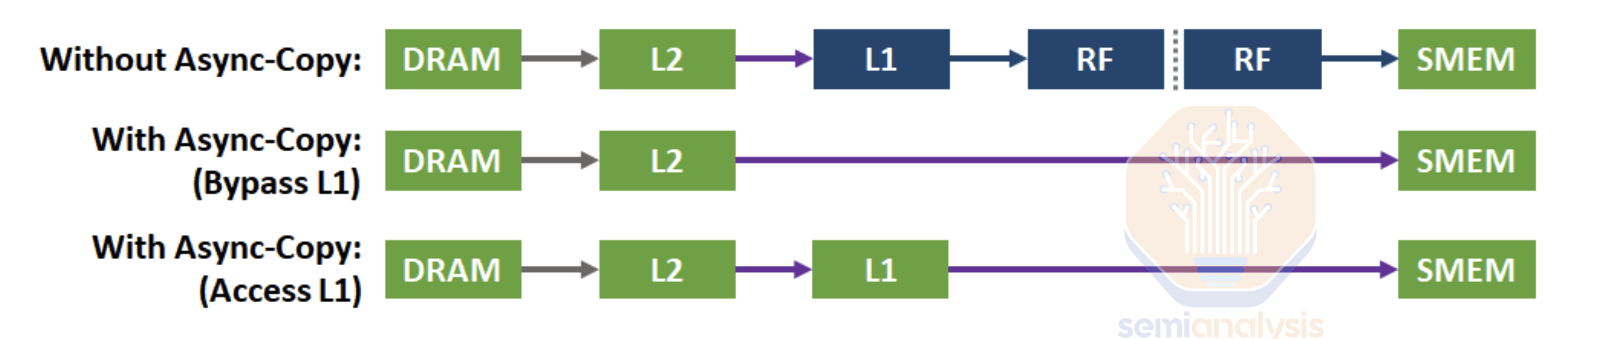 Without Async-Copy: DRAM L2 L1 RF RF SMEM
With Async-Copy:
(Bypass L1) DRAM L2 SMEM
With Async-Copy:
(Access L1) DRAM L2 L1 SMEM
semianalysis